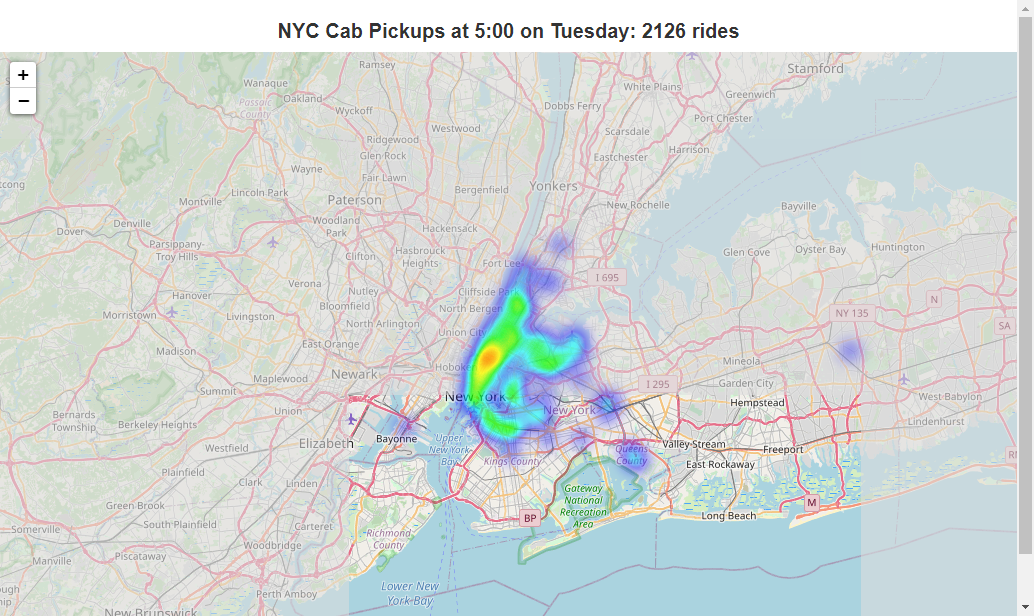 NYC Cab Pickups at 5:00 on Tuesday: 2126 rides
+
−
Ramsey
Stamford
Wanaque
White Plains
Greenwich
Oakland
Passaic
County
Wyckoff
Dobbs Ferry
Port Chester
Westwood
Scarsdale
Ridgewood
Harrison
Glen Rock
Eastchester
Wayne
Fair Lawn
Bergenfield
Yonkers
Lincoln Park
Paterson
Montville
New Rochelle
Bayville
Denville
Woodland
Park
Hackensack
Dover
Parsippany-
Troy Hills
Clifton
Hasbrouck
Heights
Fort Lee
Glen Cove
Oyster Bay
Huntington
I 695
Verona
Nutley
Cliffside Park
Hanover
Bloomfield
North Bergen
N
Morristown
Livingston
North Arlington
NY 135
SA
Union City
East Orange
Madison
Mineola
Newark
Hoboken
Maplewood
I 295
Garden City
Summit
New York
Hempstead
West Babylon
Union
New York
Bernards
Township
Berkeley Heights
Freeport
Lindenhurst
Elizabeth
Bayonne
Upper
New York
Bay
Valley Stream
Westfield
Queens
County
Kings County
East Rockaway
Plainfield
Clark
Linden
Gateway
National
Recreation
Area
M
Green Brook
BP
Long Beach
South Plainfield
Carteret
Somerville
Richmond
County
Woodbridge
Piscataway
Manville
Perth Amboy
Lower New
York Bay
New Brunswick